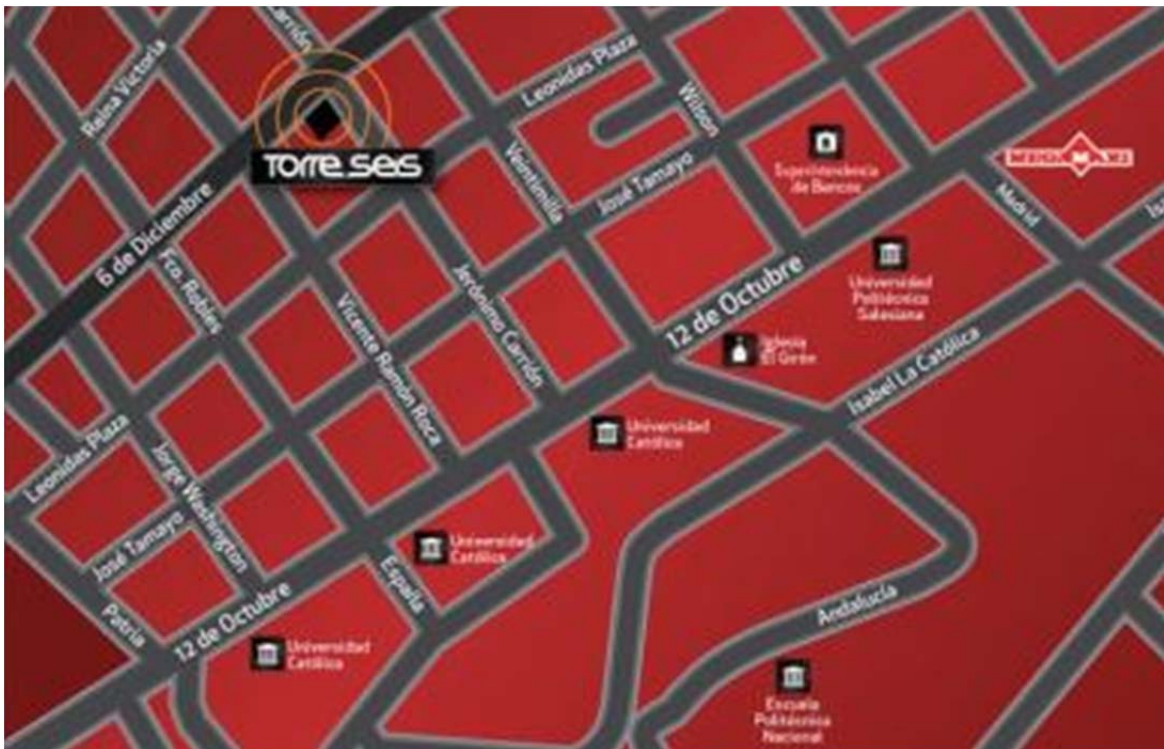 Carrión
Reina Victoria
Leonidas Plaza
Wilson
TORRE SEIS
Superintendencia
de Bancos
MEGAMAXI
Veintimilla
José Tamayo
Madrid
6 de Diciembre
Fco. Robles
Universidad
Politécnica
Salesiana
12 de Octubre
Jerónimo Carrión
Vicente Ramón Roca
Iglesia
El Girón
Isabel La Católica
Universidad
Católica
Leonidas Plaza
Jorge Washington
José Tamayo
Universidad
Católica
España
Andalucía
Patria
12 de Octubre
Universidad
Católica
Escuela
Politécnica
Nacional